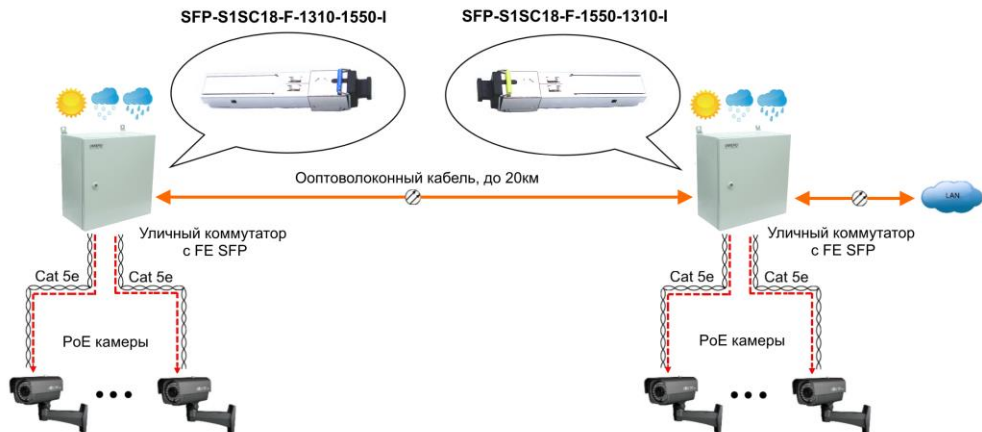 SFP-S1SC18-F-1310-1550-I
SFP-S1SC18-F-1550-1310-I
Ооптоволоконный кабель, до 20км
LAN
Уличный коммутатор
с FE SFP
Уличный коммутатор
с FE SFP
Cat 5e
Cat 5e
Cat 5e
Cat 5e
PoE камеры
PoE камеры